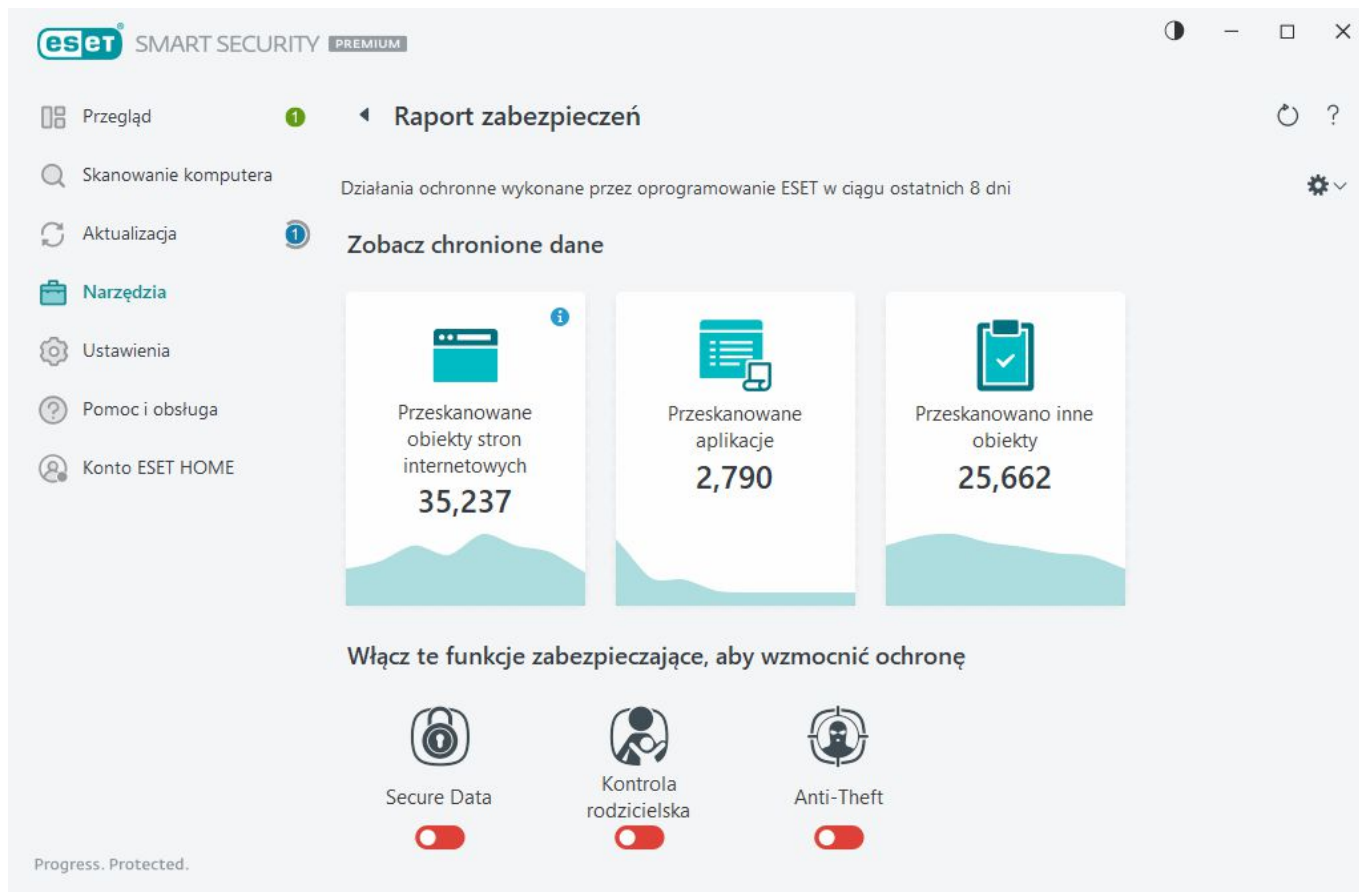 eset® SMART SECURITY PREMIUM
Przegląd 1
Skanowanie komputera
Aktualizacja 1
Narzędzia
Ustawienia
Pomoc i obsługa
Konto ESET HOME
Progress. Protected.
Raport zabezpieczeń
?
Działania ochronne wykonane przez oprogramowanie ESET w ciągu ostatnich 8 dni
Zobacz chronione dane
i
Przeskanowane
obiekty stron
internetowych
35,237
Przeskanowane
aplikacje
2,790
Przeskanowano inne
obiekty
25,662
Włącz te funkcje zabezpieczające, aby wzmocnić ochronę
Secure Data
Kontrola
rodzicielska
Anti-Theft